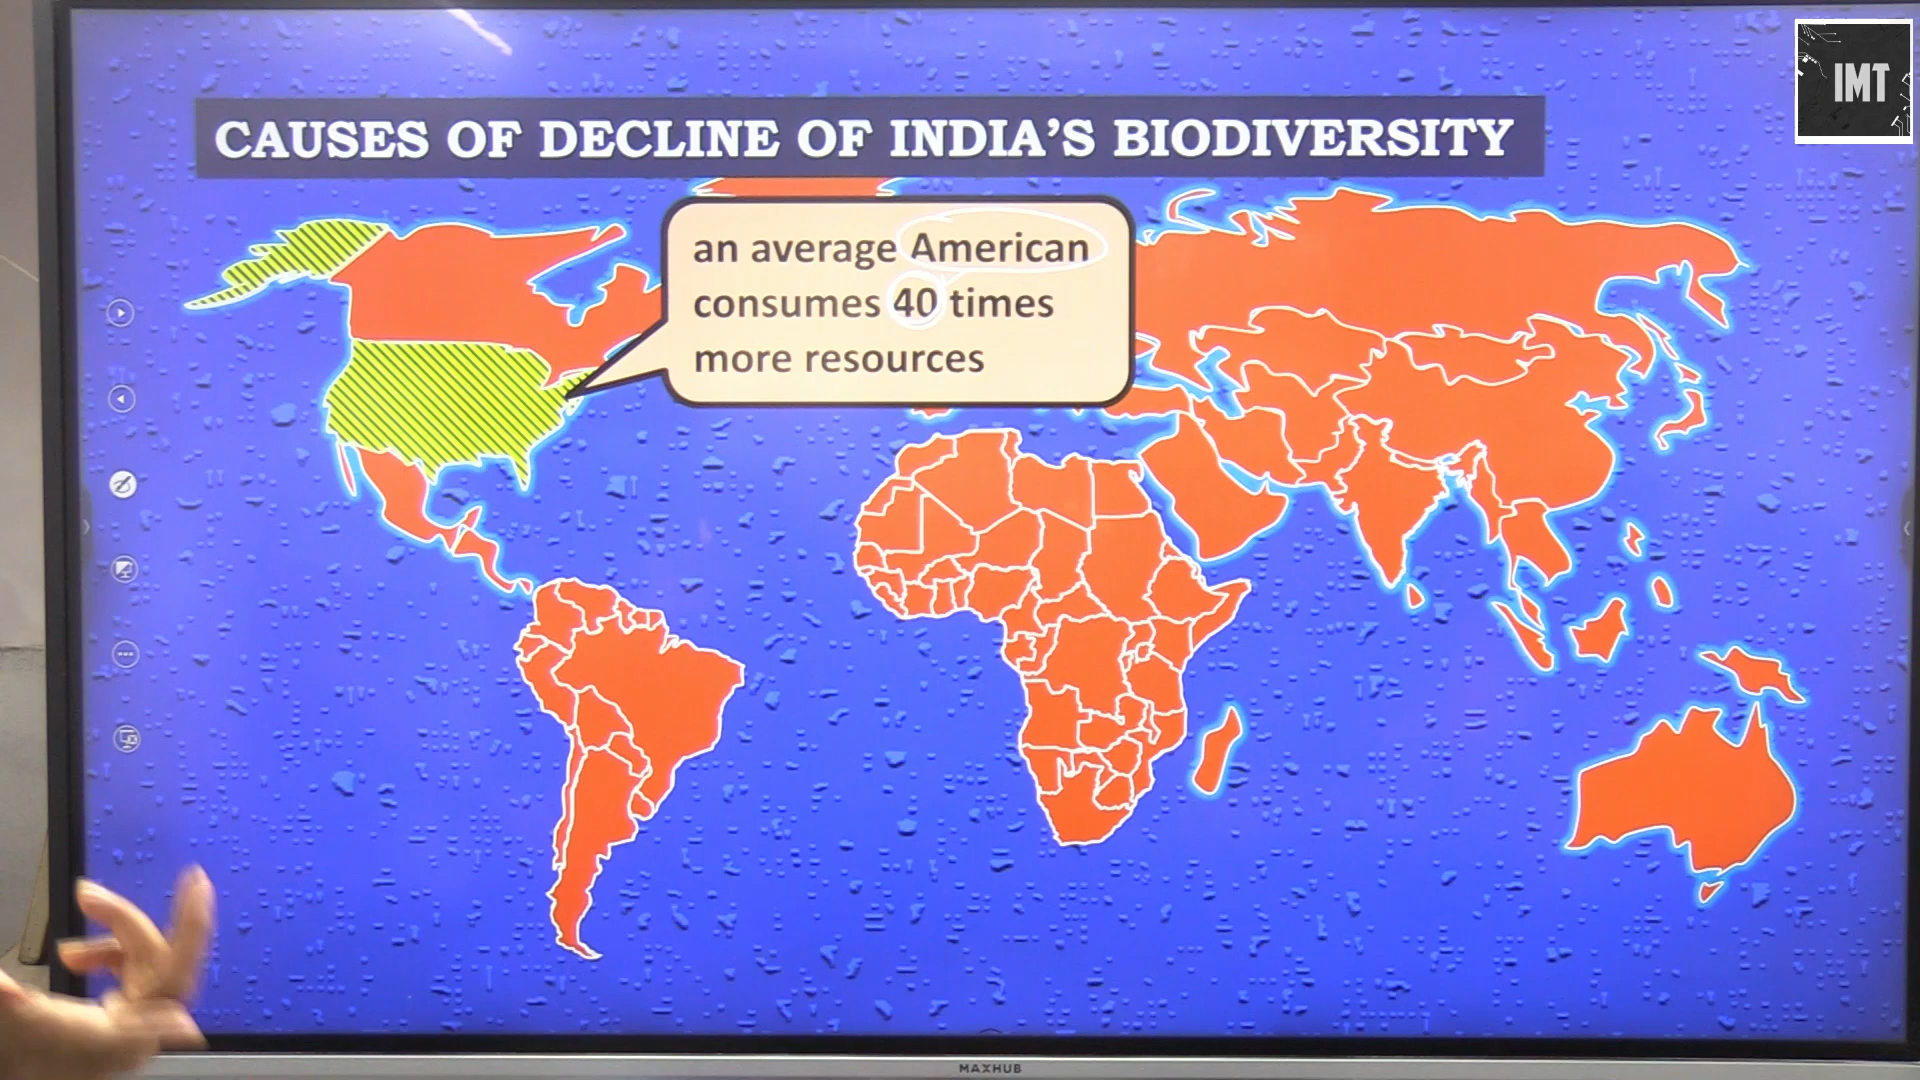 IMT
CAUSES OF DECLINE OF INDIA'S BIODIVERSITY
an average American
consumes 40 times
more resources
MAXHUB